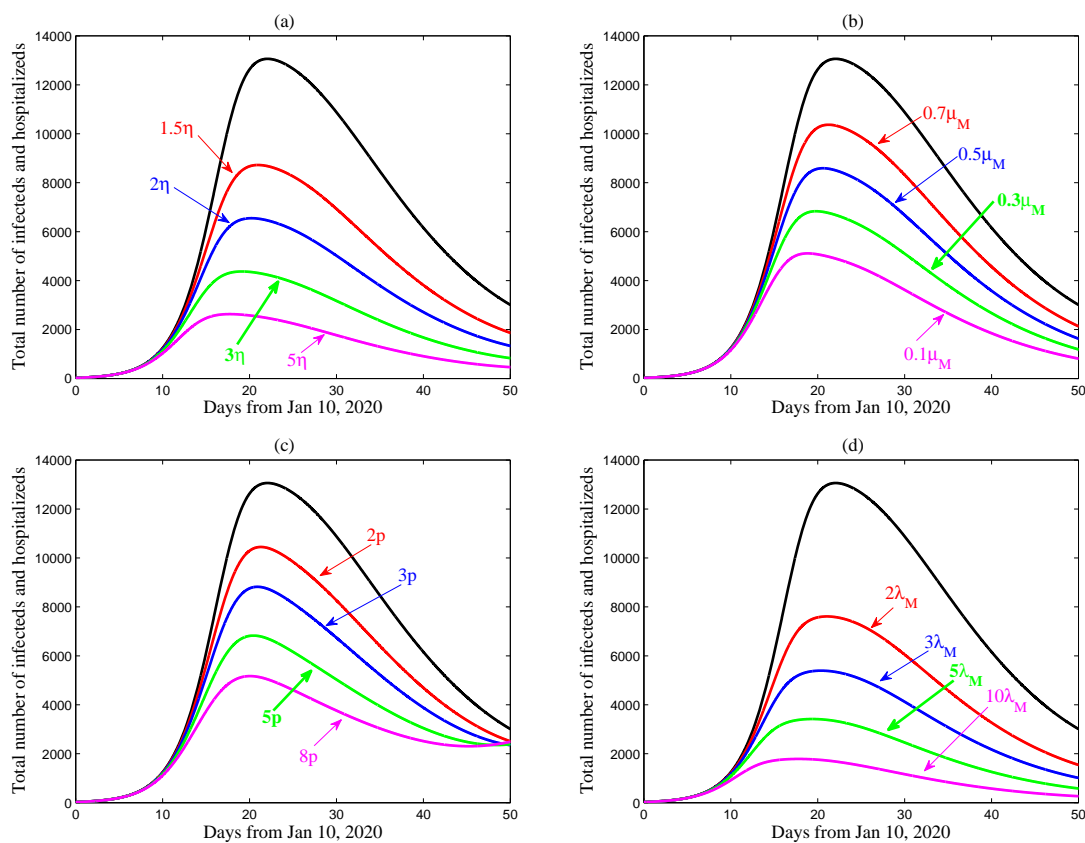 (a)
Total number of infecteds and hospitalizeds
14000
12000
10000
8000
6000
4000
2000
0
1.5η
2η
3η
5η
0 10 20 30 40 50
Days from Jan 10, 2020
(b)
Total number of infecteds and hospitalizeds
14000
12000
10000
8000
6000
4000
2000
0
0.7μM
0.5μM
0.3μM
0.1μM
0 10 20 30 40 50
Days from Jan 10, 2020
(c)
Total number of infecteds and hospitalizeds
14000
12000
10000
8000
6000
4000
2000
0
2p
3p
5p
8p
0 10 20 30 40 50
Days from Jan 10, 2020
(d)
Total number of infecteds and hospitalizeds
14000
12000
10000
8000
6000
4000
2000
0
2λM
3λM
5λM
10λM
0 10 20 30 40 50
Days from Jan 10, 2020